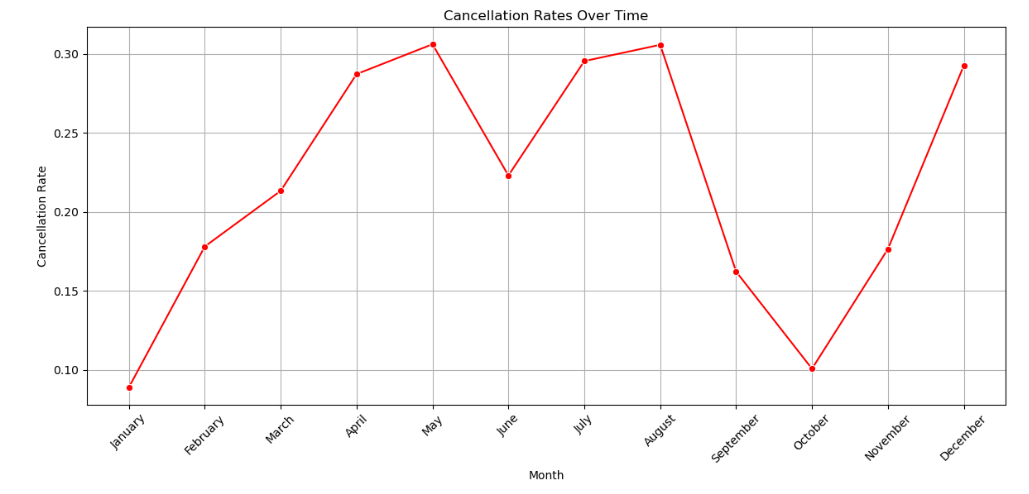 Cancellation Rates Over Time
0.30
0.25
0.20
0.15
0.10
Cancellation Rate
January
February
March
April
May
June
July
August
September
October
November
December
Month